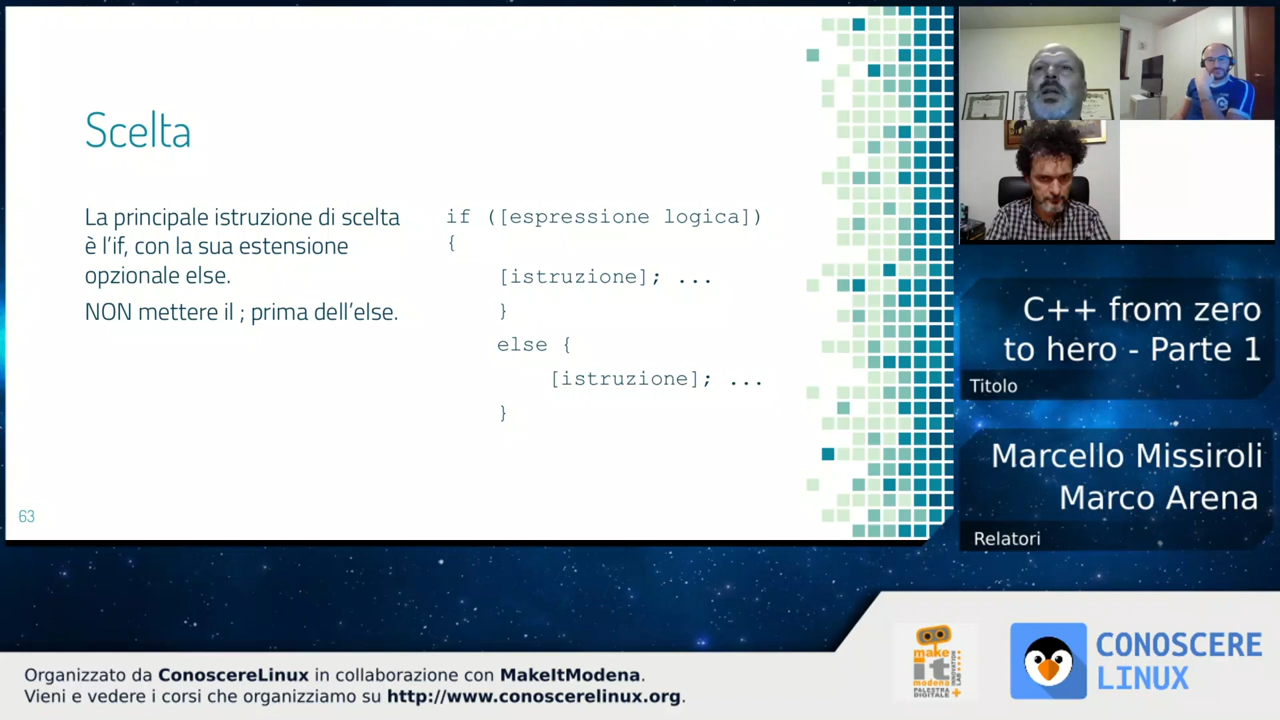 Scelta
La principale istruzione di scelta
è l'if, con la sua estensione
opzionale else.
NON mettere il ; prima dell'else.
if ([espressione logica])
{
[istruzione]; ...
}
else {
[istruzione]; ...
}
63
C++ from zero
to hero - Parte 1
Titolo
Marcello Missiroli
Marco Arena
Relatori
Organizzato da ConoscereLinux in collaborazione con MakeItModena.
Vieni e vedere i corsi che organizziamo su http://www.conoscerelinux.org.
make
it
modena
PALESTRA
DIGITALE
INNOVATION
LAB
CONOSCERE
LINUX